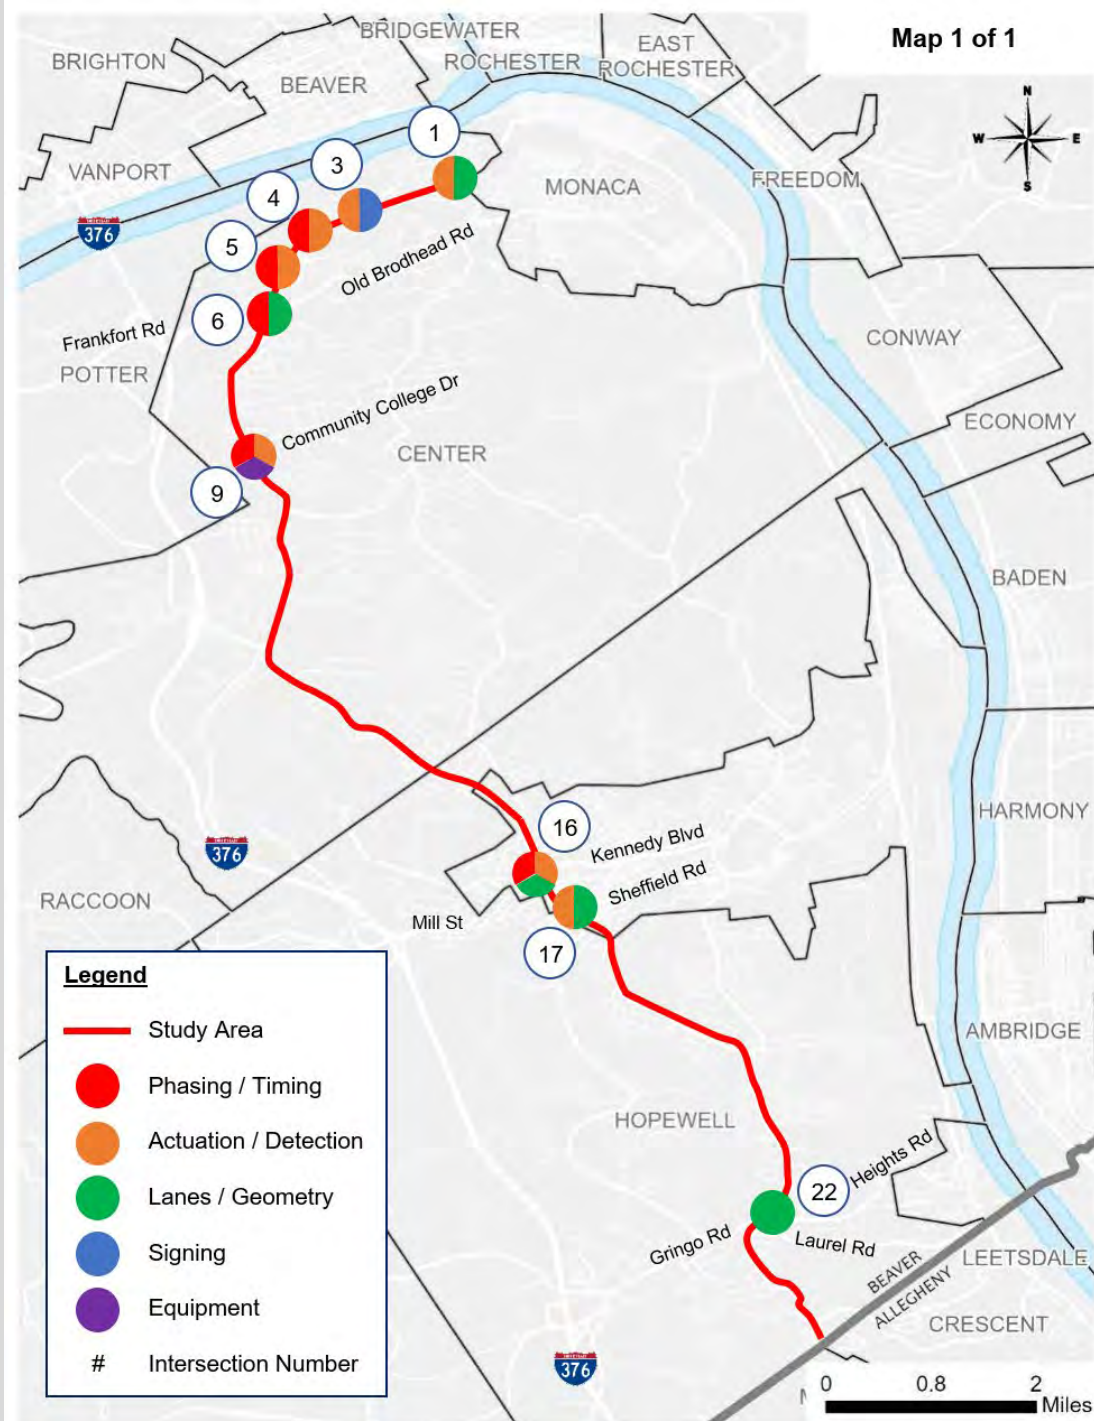 Map 1 of 1
BRIDGEWATER
EAST
ROCHESTER
ROCHESTER
BRIGHTON
BEAVER
N
W
E
S
1
3
VANPORT
4
MONACA
FREEDOM
376
5
Old Brodhead Rd
6
Frankfort Rd
POTTER
CONWAY
Community College Dr
ECONOMY
CENTER
9
BADEN
HARMONY
16
Kennedy Blvd
376
Sheffield Rd
RACCOON
Mill St
17
AMBRIDGE
HOPEWELL
Heights Rd
22
Gringo Rd
Laurel Rd
BEAVER
ALLEGHENY
LEETSDALE
CRESCENT
376
Legend
Study Area
Phasing / Timing
Actuation / Detection
Lanes / Geometry
Signing
Equipment
# Intersection Number
0 0.8 2
Miles